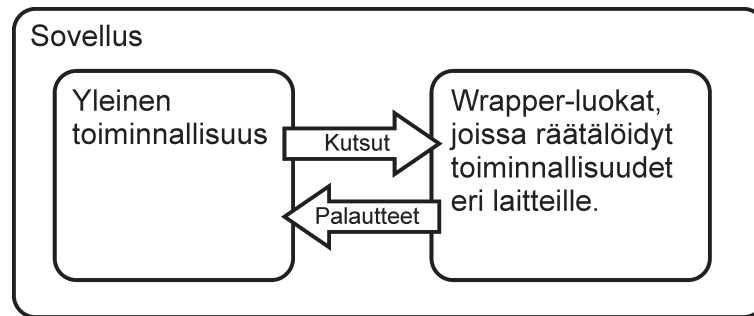 Sovellus
Yleinen
toiminnallisuus
Kutsut
Palautteet
Wrapper-luokat,
joissa räätälöidyt
toiminnallisuudet
eri laitteille.